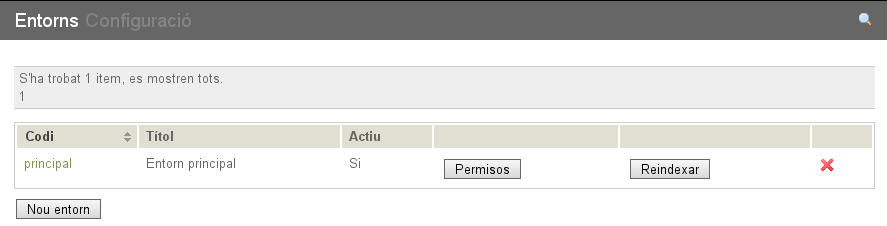 Entorns Configuració
S'ha trobat 1 item, es mostren tots.
1
Codi Títol Actiu
principal Entorn principal Si Permisos Reindexar
Nou entorn